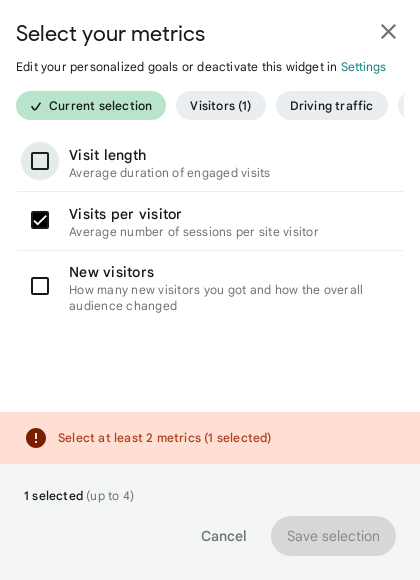 Select your metrics
Edit your personalized goals or deactivate this widget in Settings
Current selection
Visitors (1)
Driving traffic
Visit length
Average duration of engaged visits
Visits per visitor
Average number of sessions per site visitor
New visitors
How many new visitors you got and how the overall
audience changed
Select at least 2 metrics (1 selected)
1 selected (up to 4)
Cancel
Save selection